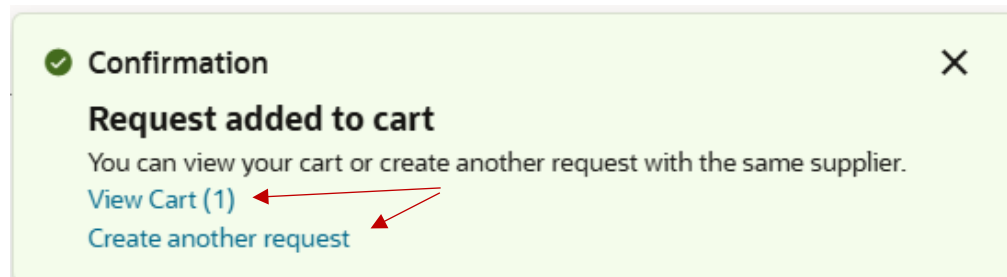 Confirmation
Request added to cart
You can view your cart or create another request with the same supplier.
View Cart (1)
Create another request